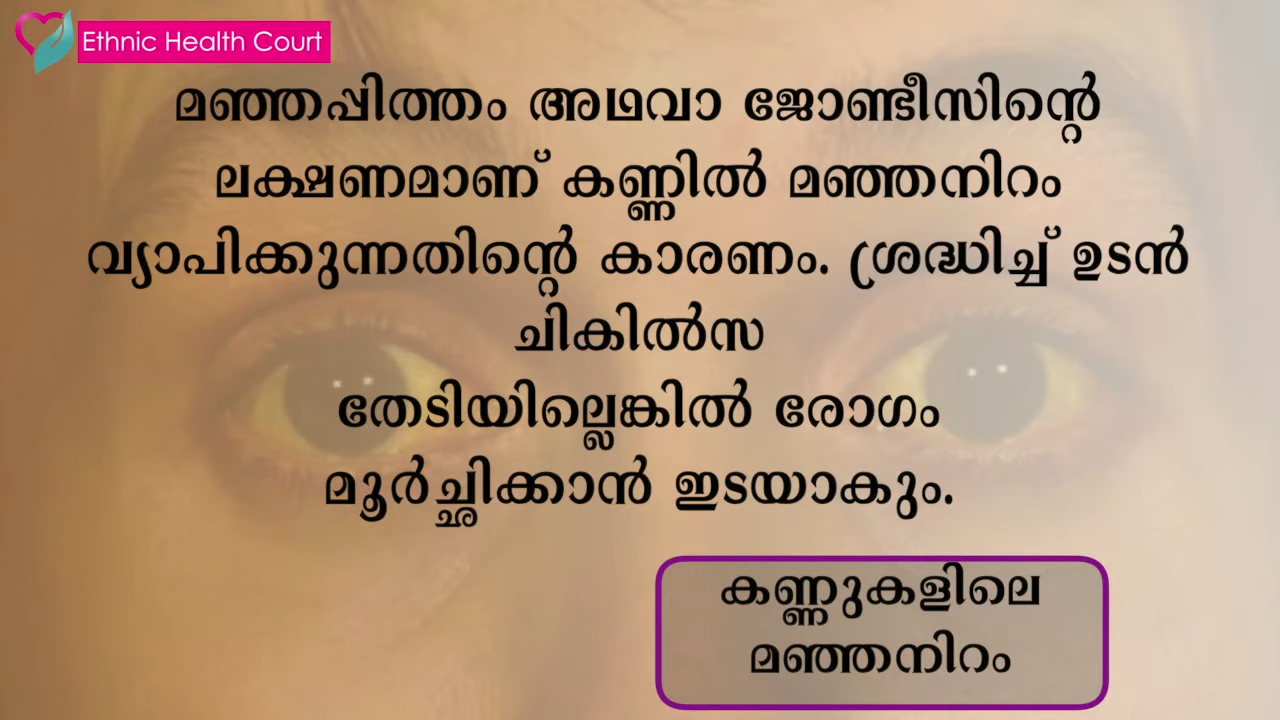 Ethnic Health Court
മഞ്ഞപ്പിത്തം അഥവാ ജോണ്ടീസിന്റെ
ലക്ഷണമാണ് കണ്ണിൽ മഞ്ഞനിറം
വ്യാപിക്കുന്നതിന്റെ കാരണം. ശ്രദ്ധിച്ച് ഉടൻ
ചികിൽസ
തേടിയില്ലെങ്കിൽ രോഗം
മൂർച്ഛിക്കാൻ ഇടയാകും.
കണ്ണുകളിലെ
മഞ്ഞനിറം